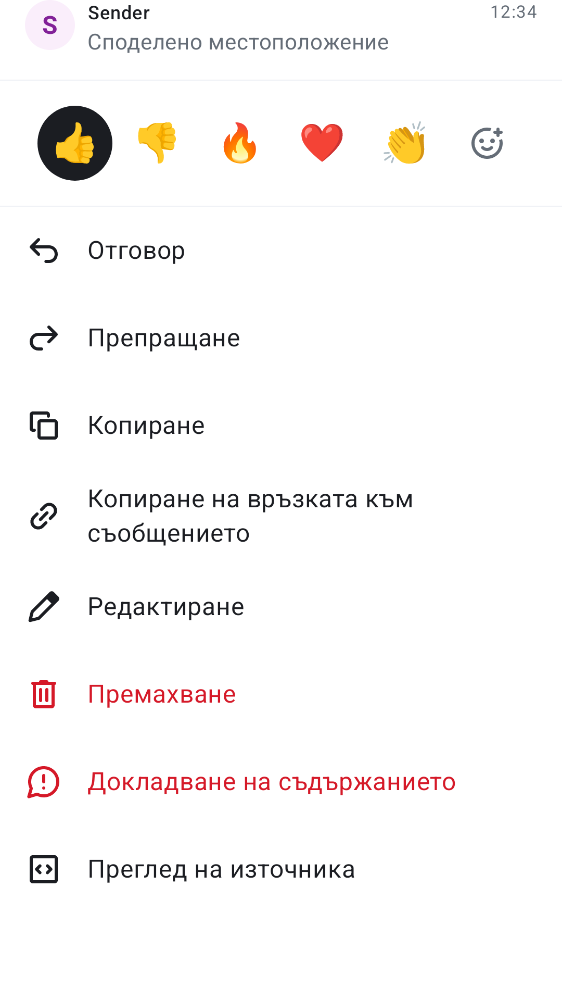 S
Sender
12:34
Споделено местоположение
Отговор
Препращане
Копиране
Копиране на връзката към
съобщението
Редактиране
Премахване
Докладване на съдържанието
Преглед на източника